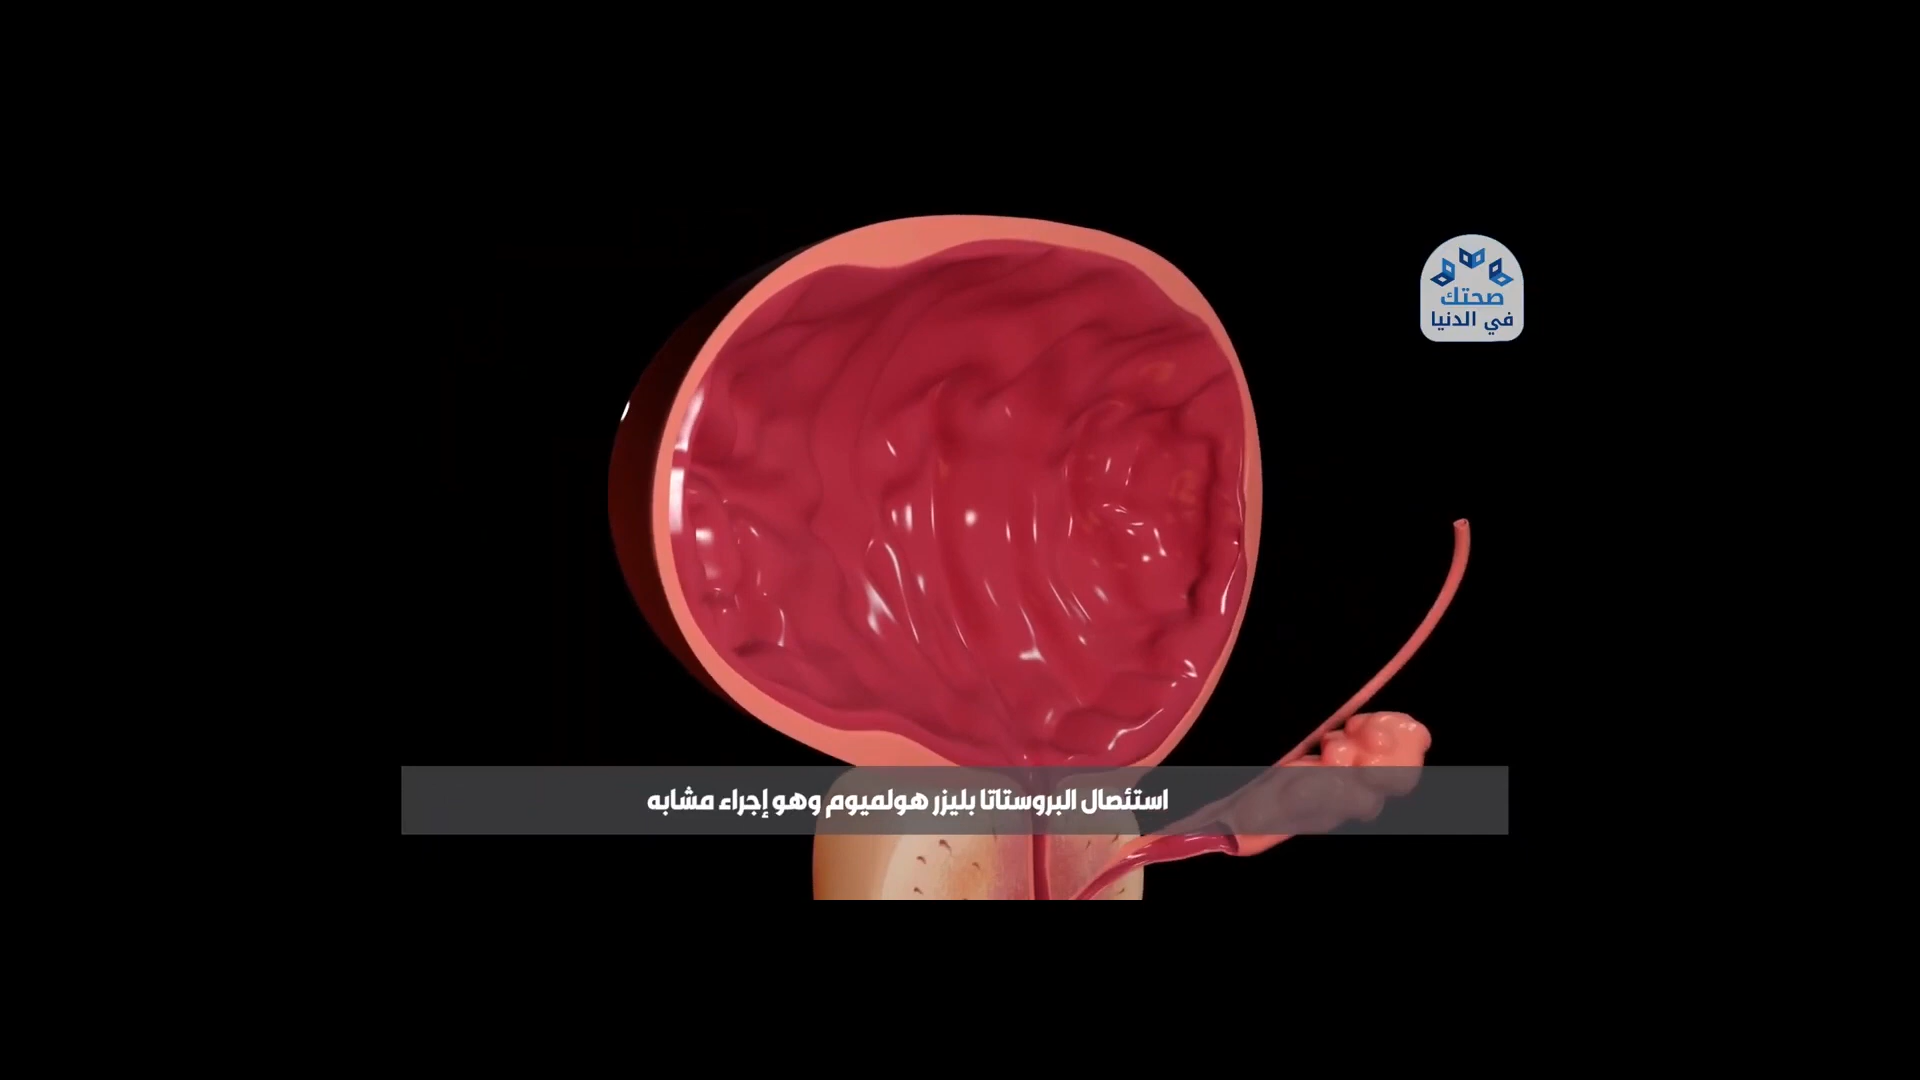 صحتك
في الدنيا
استئصال البروستاتا بليزر هولميوم وهو إجراء مشابه